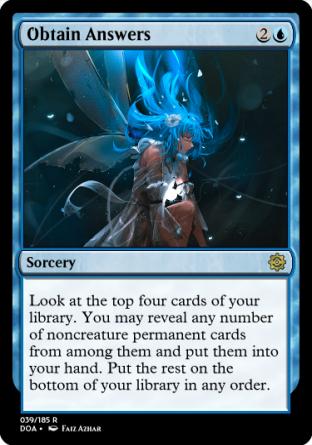 Obtain Answers 2
Sorcery
Look at the top four cards of your
library. You may reveal any number
of noncreature permanent cards
from among them and put them into
your hand. Put the rest on the
bottom of your library in any order.
039/185 R
DOA • Faiz Azhar